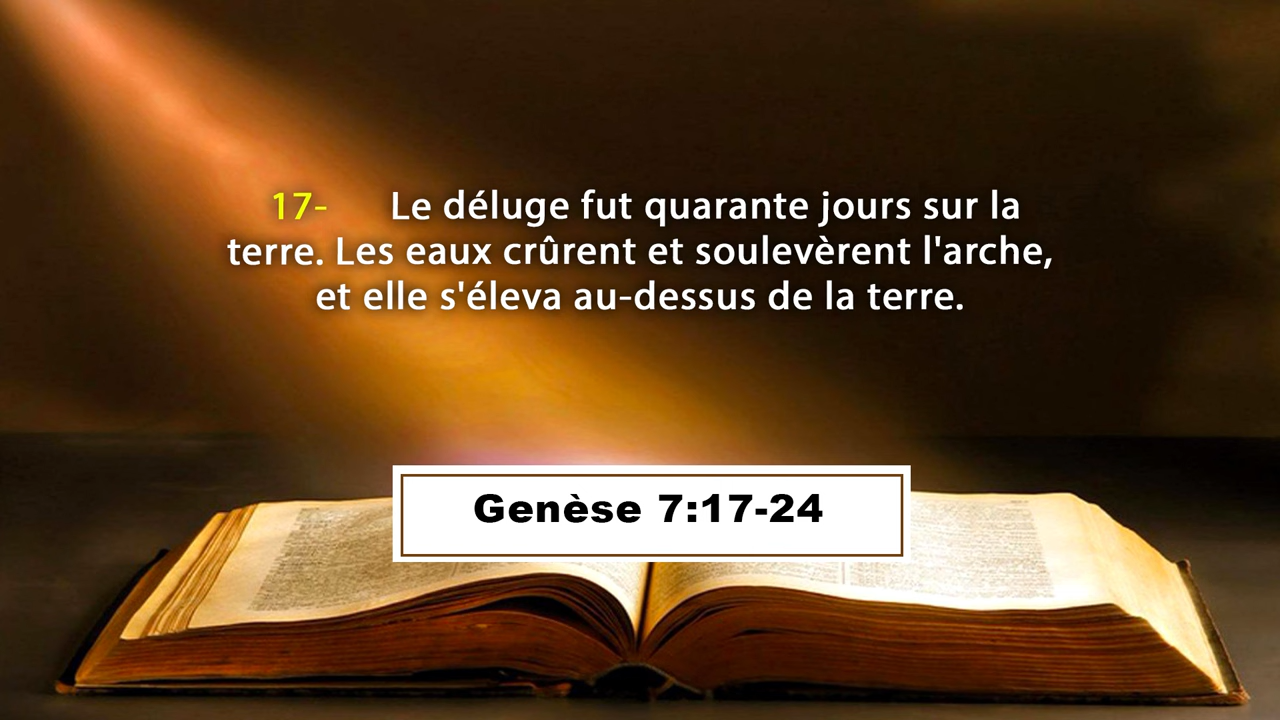 17- Le déluge fut quarante jours sur la
terre. Les eaux crûrent et soulevèrent l'arche,
et elle s'éleva au-dessus de la terre.
Genèse 7:17-24